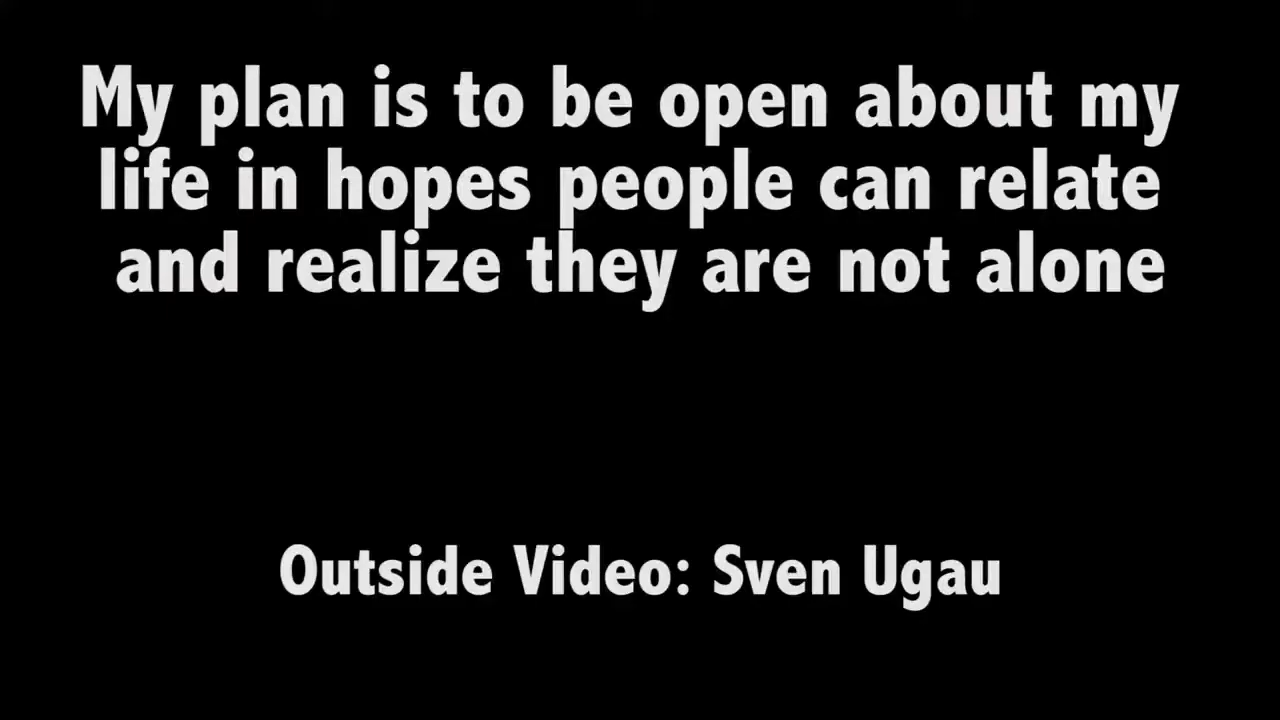 My plan is to be open about my
life in hopes people can relate
and realize they are not alone
Outside Video: Sven Ugau